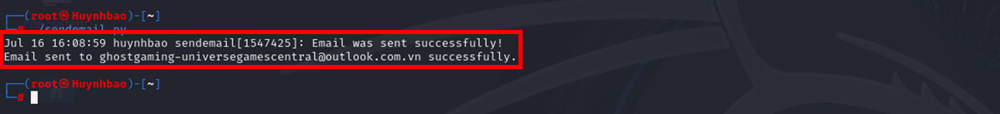 ┌──(root㉿Huynhbao)-[~]
└─# ./sendemail.py
Jul 16 16:08:59 huynhbao sendemail[1547425]: Email was sent successfully!
Email sent to ghostgaming-universegamescentral@outlook.com.vn successfully.
┌──(root㉿Huynhbao)-[~]
└─#